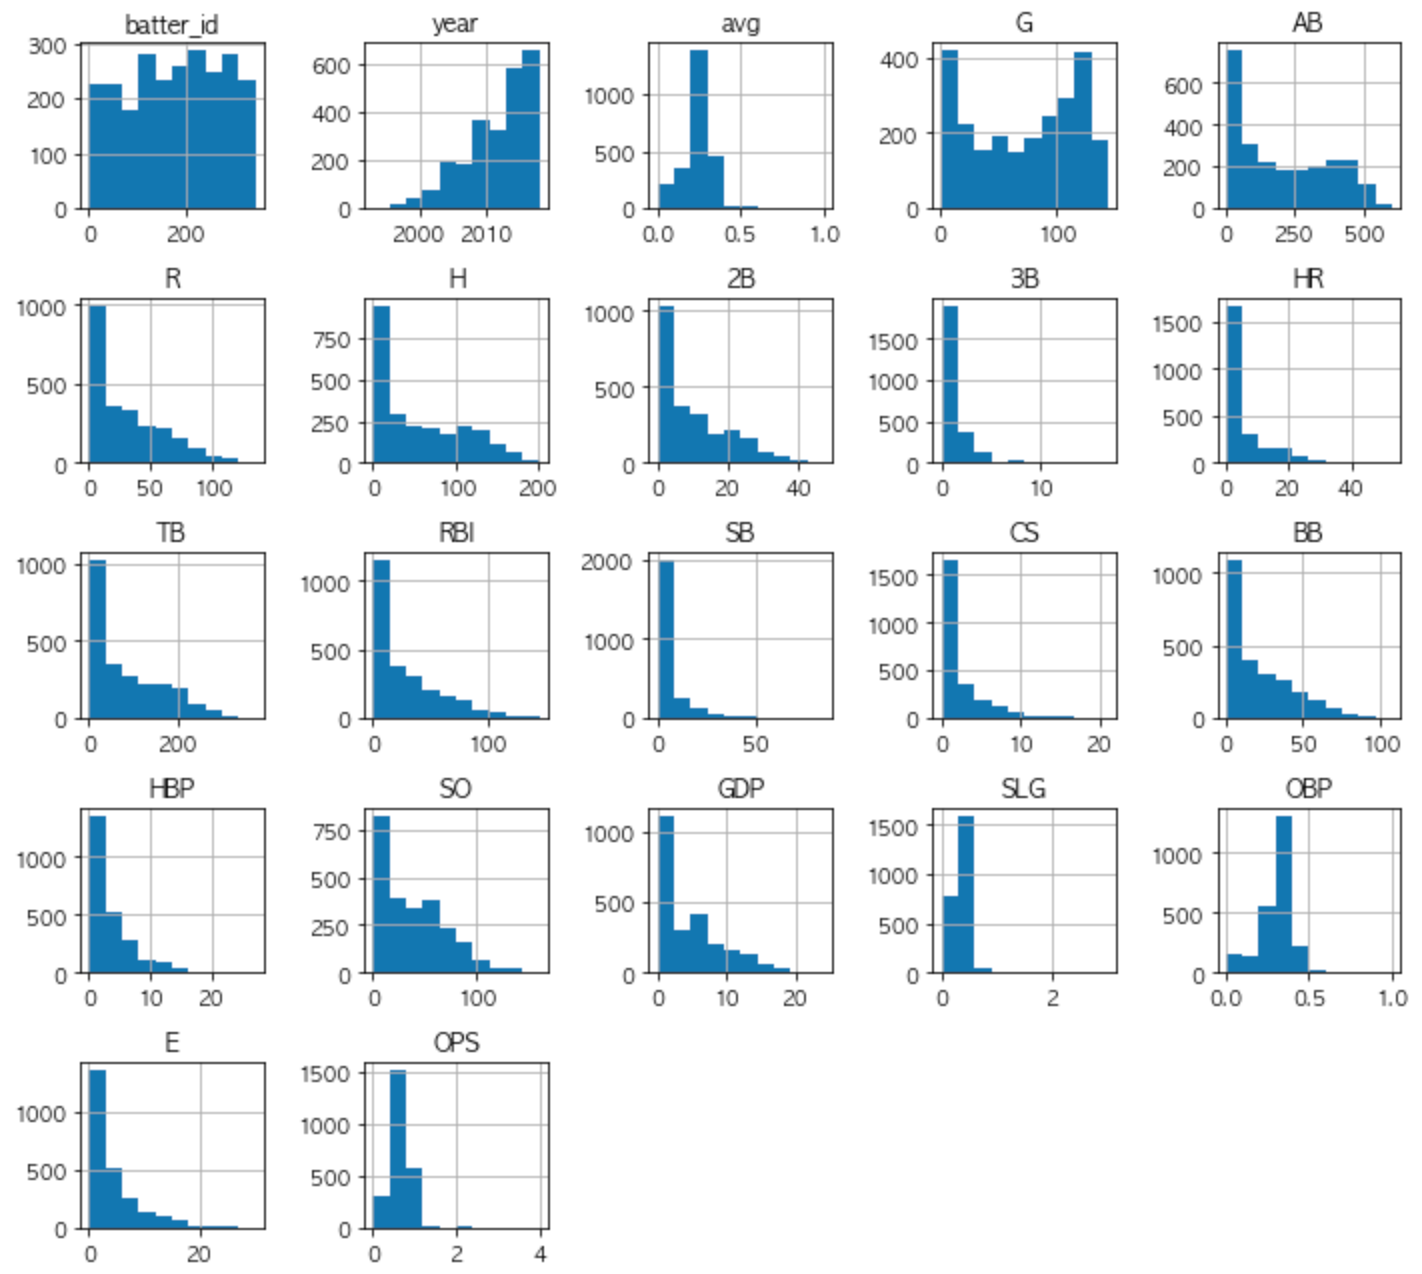 batter_id year avg G AB
300 200 100 0
0 200
600 400 200 0
2000 2010
1000 500 0
0.0 0.5 1.0
400 200 0
0 100
600 400 200 0
0 250 500
R H 2B 3B HR
1000 500 0
0 50 100
750 500 250 0
0 100 200
1000 500 0
0 20 40
1500 1000 500 0
0 10
1500 1000 500 0
0 20 40
TB RBI SB CS BB
1000 500 0
0 200
1000 500 0
0 100
2000 1000 0
0 50
1500 1000 500 0
0 10 20
1000 500 0
0 50 100
HBP SO GDP SLG OBP
1000 500 0
0 10 20
750 500 250 0
0 100
1000 500 0
0 10 20
1500 1000 500 0
0 2
1000 500 0
0.0 0.5 1.0
E OPS
1000 500 0
0 20
1500 1000 500 0
0 2 4